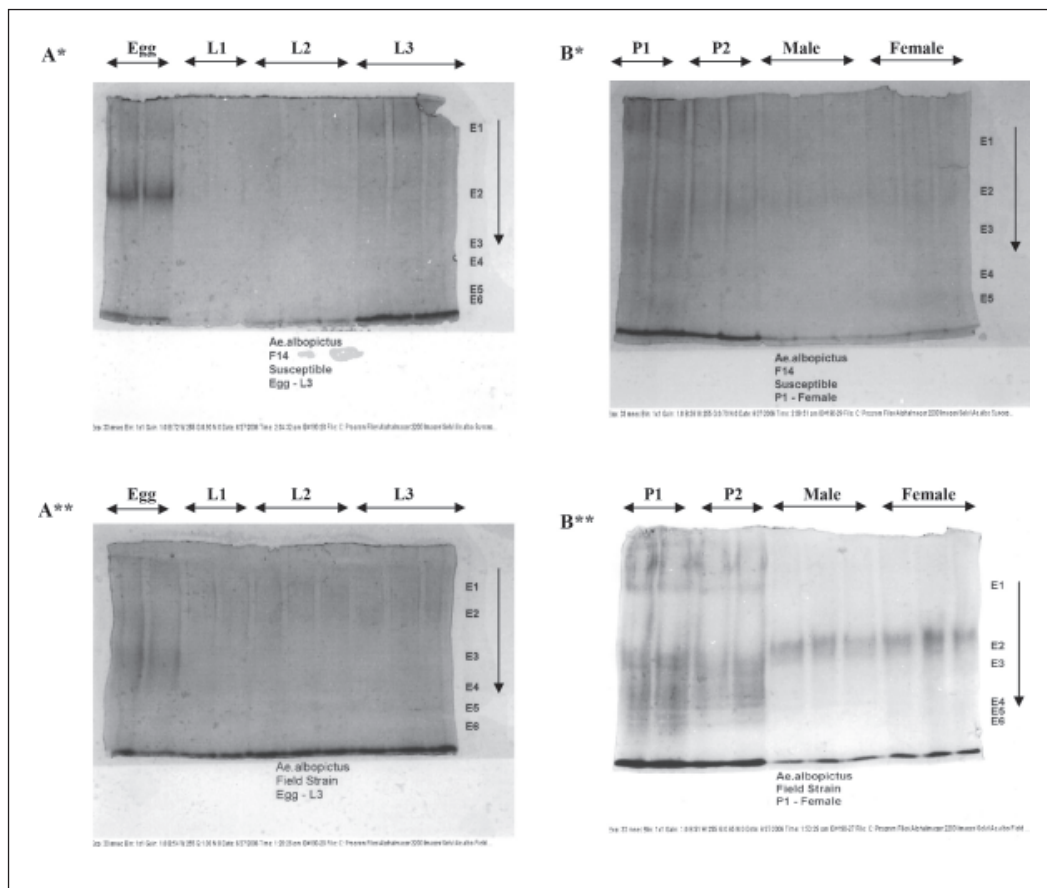 A*
Egg L1 L2 L3
E1
E2
E3
E4
E5
E6
Ae.albopictus
F14
Susceptible
Egg - L3
B*
P1 P2 Male Female
E1
E2
E3
E4
E5
Ae.albopictus
F14
Susceptible
P1 - Female
A**
Egg L1 L2 L3
E1
E2
E3
E4
E5
E6
Ae.albopictus
Field Strain
Egg - L3
B**
P1 P2 Male Female
E1
E2
E3
E4
E5
E6
Ae.albopictus
Field Strain
P1 - Female